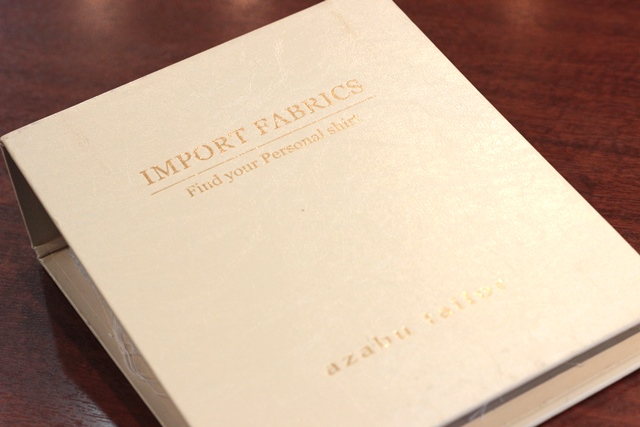 IMPORT FABRICS
Find your Personal shirt
azabu tailor